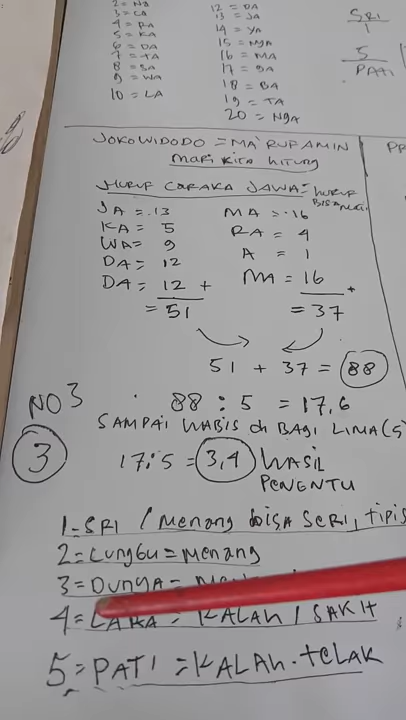 2 = NA
3 = CA
4 = RA
5 = KA
6 = DA
7 = TA
8 = SA
9 = WA
10 = LA
12 = DA
13 = JA
14 = YA
15 = NYA
16 = MA
17 = GA
18 = BA
19 = TA
20 = NGA
SRI
1
5
PATI
JOKOWIDODO = MA'RUF AMIN
MARI KITA HITUNG
HURUF CARAKA JAWA = HURUF
JA = 13
KA = 5
WA = 9
DA = 12
DA = 12 +
= 51
MA = 16
RA = 4
A = 1
MA = 16 +
= 37
51 + 37 = 88
NO 3
3
88 : 5 = 17,6
SAMPAI HABIS di BAGI LIMA (5
17 : 5 = 3,4 HASIL
PENENTU
1 = SRI / Menang bisa SERI, tipis
2 = LUNGGU = Menang
3 = DUNYA =
4 = LARA = KALAH / SAKIT
5 = PATI = KALAH . TELAK